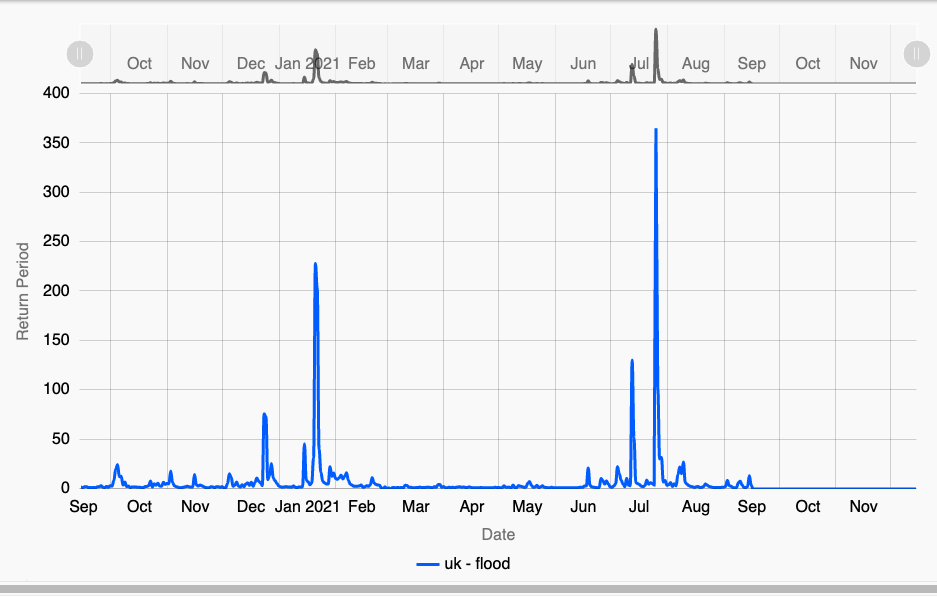 Oct Nov Dec Jan 2021 Feb Mar Apr May Jun Jul Aug Sep Oct Nov
400
350
300
250
200
150
100
50
0
Return Period
Sep Oct Nov Dec Jan 2021 Feb Mar Apr May Jun Jul Aug Sep Oct Nov
Date
uk - flood